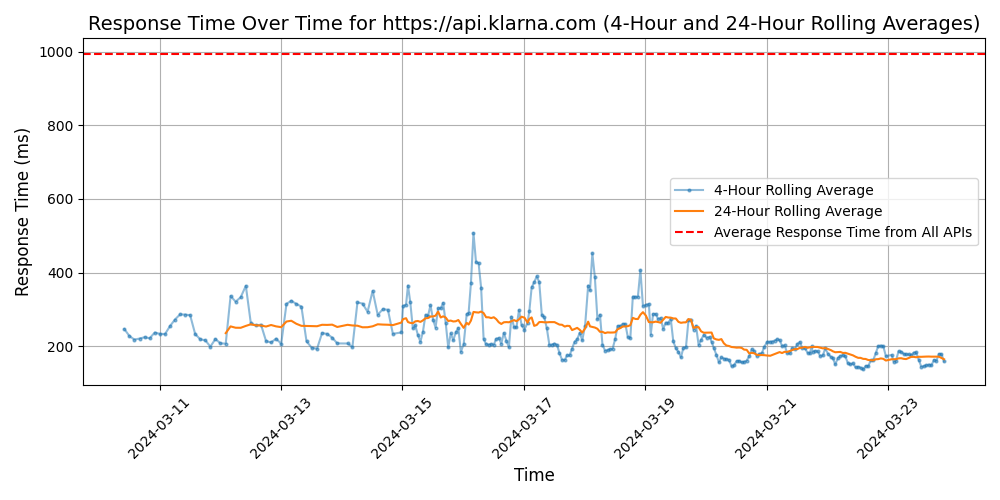 Response Time Over Time for https://api.klarna.com (4-Hour and 24-Hour Rolling Averages)
Response Time (ms)
1000
800
600
400
200
4-Hour Rolling Average
24-Hour Rolling Average
Average Response Time from All APIs
2024-03-11
2024-03-13
2024-03-15
2024-03-17
2024-03-19
2024-03-21
2024-03-23
Time